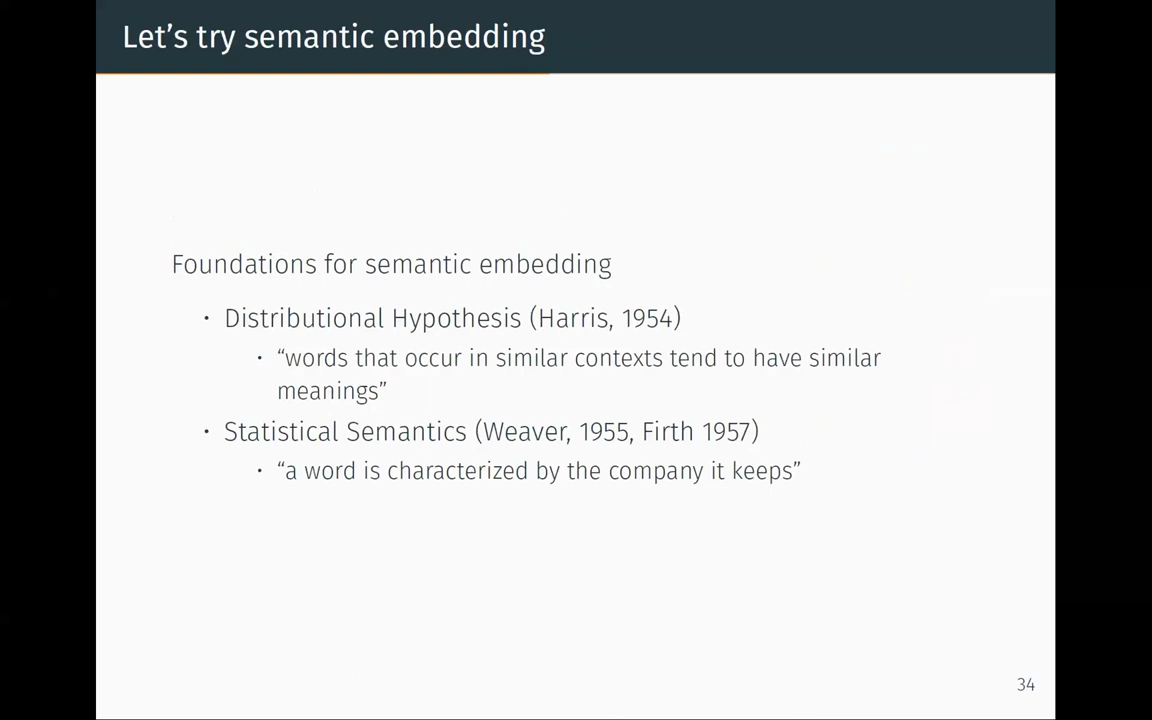 Let’s try semantic embedding
Foundations for semantic embedding
· Distributional Hypothesis (Harris, 1954)
· “words that occur in similar contexts tend to have similar
meanings”
· Statistical Semantics (Weaver, 1955, Firth 1957)
· “a word is characterized by the company it keeps”
34